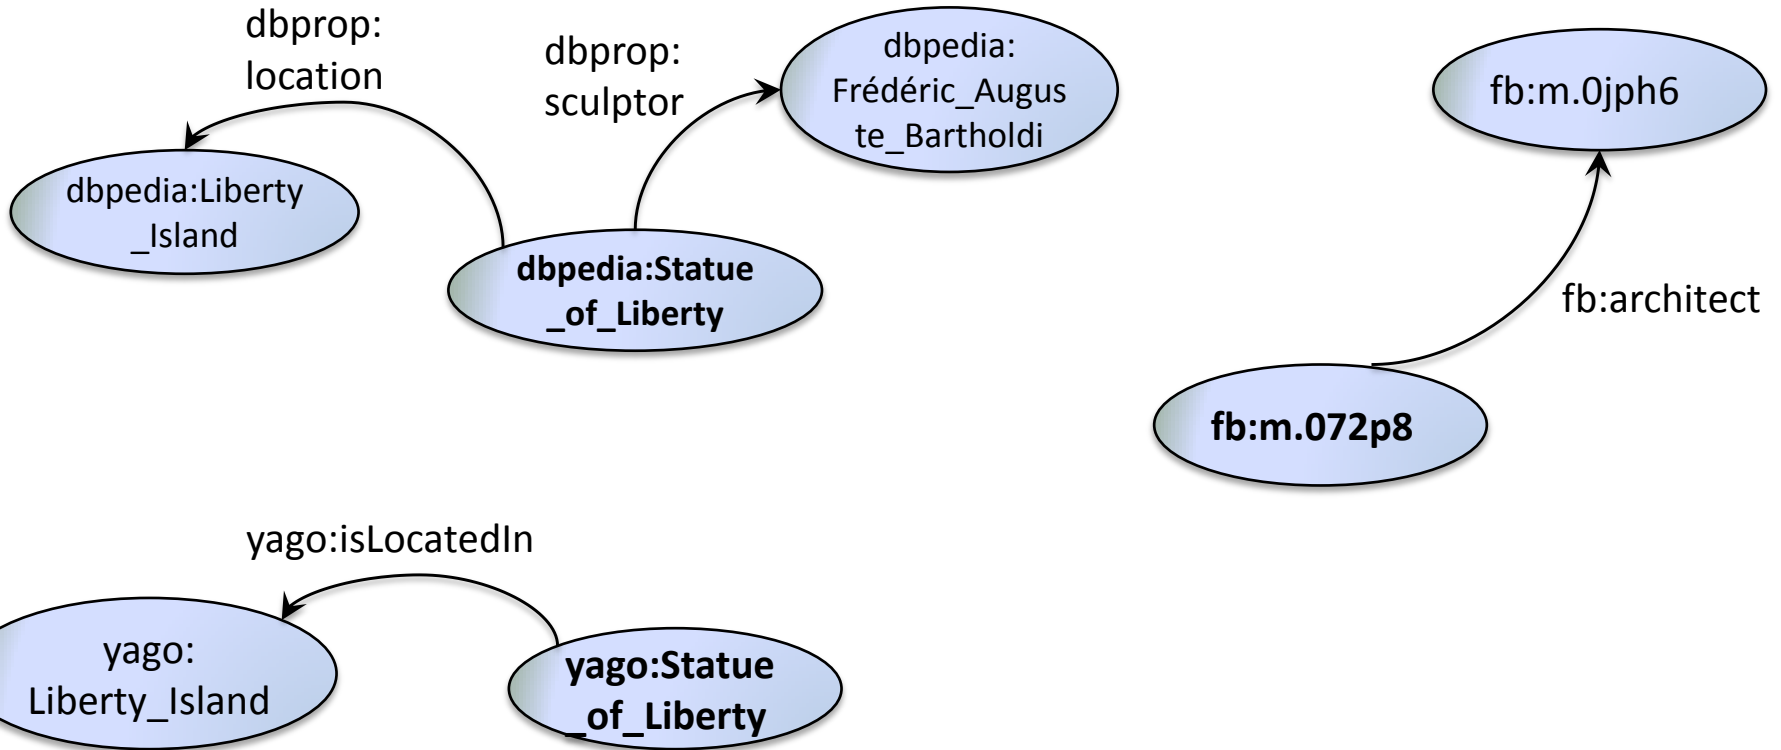 dbprop:
location
dbprop:
sculptor
dbpedia:
Frédéric_Augus
te_Bartholdi
fb:m.0jph6
dbpedia:Liberty
_Island
dbpedia:Statue
_of_Liberty
fb:architect
fb:m.072p8
yago:isLocatedIn
yago:
Liberty_Island
yago:Statue
_of_Liberty